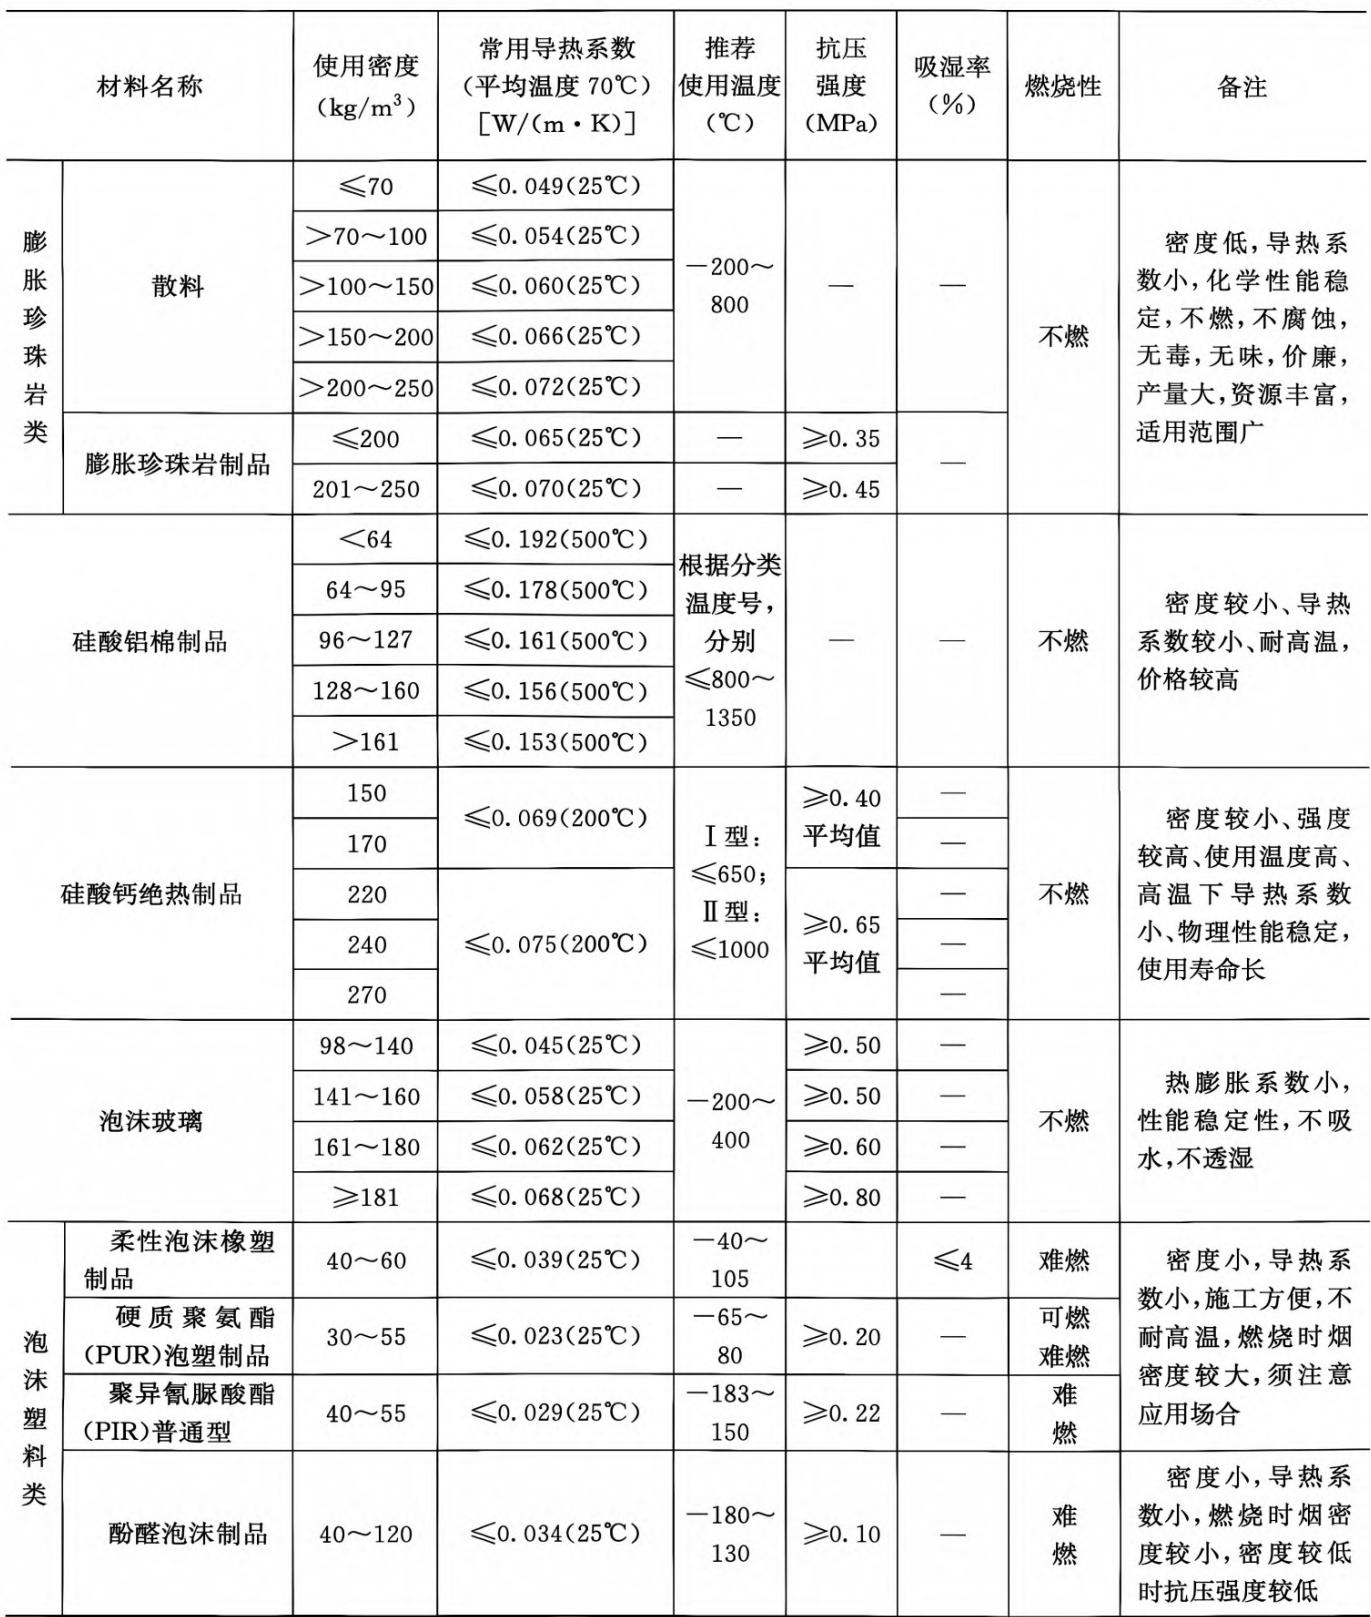 材料名称
使用密度
(kg/m³)
常用导热系数
(平均温度 70℃)
[W/(m·K)]
推荐
使用温度
(℃)
抗压
强度
(MPa)
吸湿率
(%)
燃烧性
备注
膨胀珍珠岩类
散料
≤70
≤0.049(25℃)
>70～100
≤0.054(25℃)
>100～150
≤0.060(25℃)
>150～200
≤0.066(25℃)
>200～250
≤0.072(25℃)
－200～
800
—
—
膨胀珍珠岩制品
≤200
≤0.065(25℃)
—
≥0.35
201～250
≤0.070(25℃)
—
≥0.45
—
不燃
密度低,导热系
数小,化学性能稳
定,不燃,不腐蚀,
无毒,无味,价廉,
产量大,资源丰富,
适用范围广
硅酸铝棉制品
<64
≤0.192(500℃)
64～95
≤0.178(500℃)
96～127
≤0.161(500℃)
128～160
≤0.156(500℃)
>161
≤0.153(500℃)
根据分类
温度号,
分别
≤800～
1350
—
—
不燃
密度较小、导热
系数较小、耐高温,
价格较高
硅酸钙绝热制品
150
170
≤0.069(200℃)
220
240
270
≤0.075(200℃)
Ⅰ型:
≤650;
Ⅱ型:
≤1000
≥0.40
平均值
≥0.65
平均值
—
—
—
—
—
不燃
密度较小、强度
较高、使用温度高、
高温下导热系数
小、物理性能稳定,
使用寿命长
泡沫玻璃
98～140
≤0.045(25℃)
141～160
≤0.058(25℃)
161～180
≤0.062(25℃)
≥181
≤0.068(25℃)
－200～
400
≥0.50
—
≥0.50
—
≥0.60
—
≥0.80
—
不燃
热膨胀系数小,
性能稳定性,不吸
水,不透湿
泡沫塑料类
柔性泡沫橡塑
制品
40～60
≤0.039(25℃)
－40～
105
≤4
难燃
硬质聚氨酯
(PUR)泡塑制品
30～55
≤0.023(25℃)
－65～
80
≥0.20
—
可燃
难燃
聚异氰脲酸酯
(PIR)普通型
40～55
≤0.029(25℃)
－183～
150
≥0.22
—
难
燃
密度小,导热系
数小,施工方便,不
耐高温,燃烧时烟
密度较大,须注意
应用场合
酚醛泡沫制品
40～120
≤0.034(25℃)
－180～
130
≥0.10
—
难
燃
密度小,导热系
数小,燃烧时烟密
度较小,密度较低
时抗压强度较低